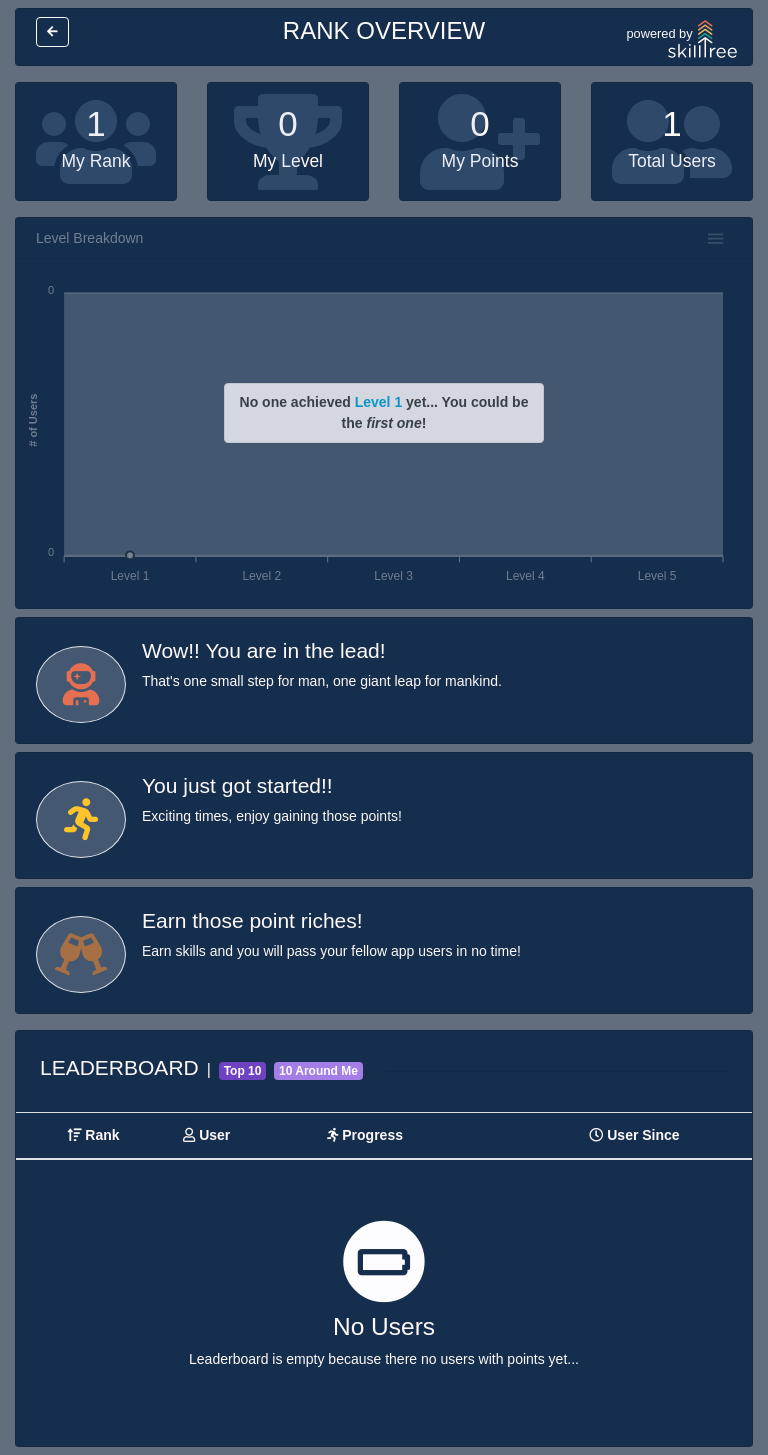 RANK OVERVIEW
powered by
skilltree
1
My Rank
0
My Level
0
My Points
1
Total Users
Level Breakdown
0
# of Users
No one achieved Level 1 yet... You could be
the first one!
0
Level 1
Level 2
Level 3
Level 4
Level 5
Wow!! You are in the lead!
That's one small step for man, one giant leap for mankind.
You just got started!!
Exciting times, enjoy gaining those points!
Earn those point riches!
Earn skills and you will pass your fellow app users in no time!
LEADERBOARD | Top 10 10 Around Me
Rank User Progress User Since
No Users
Leaderboard is empty because there no users with points yet...